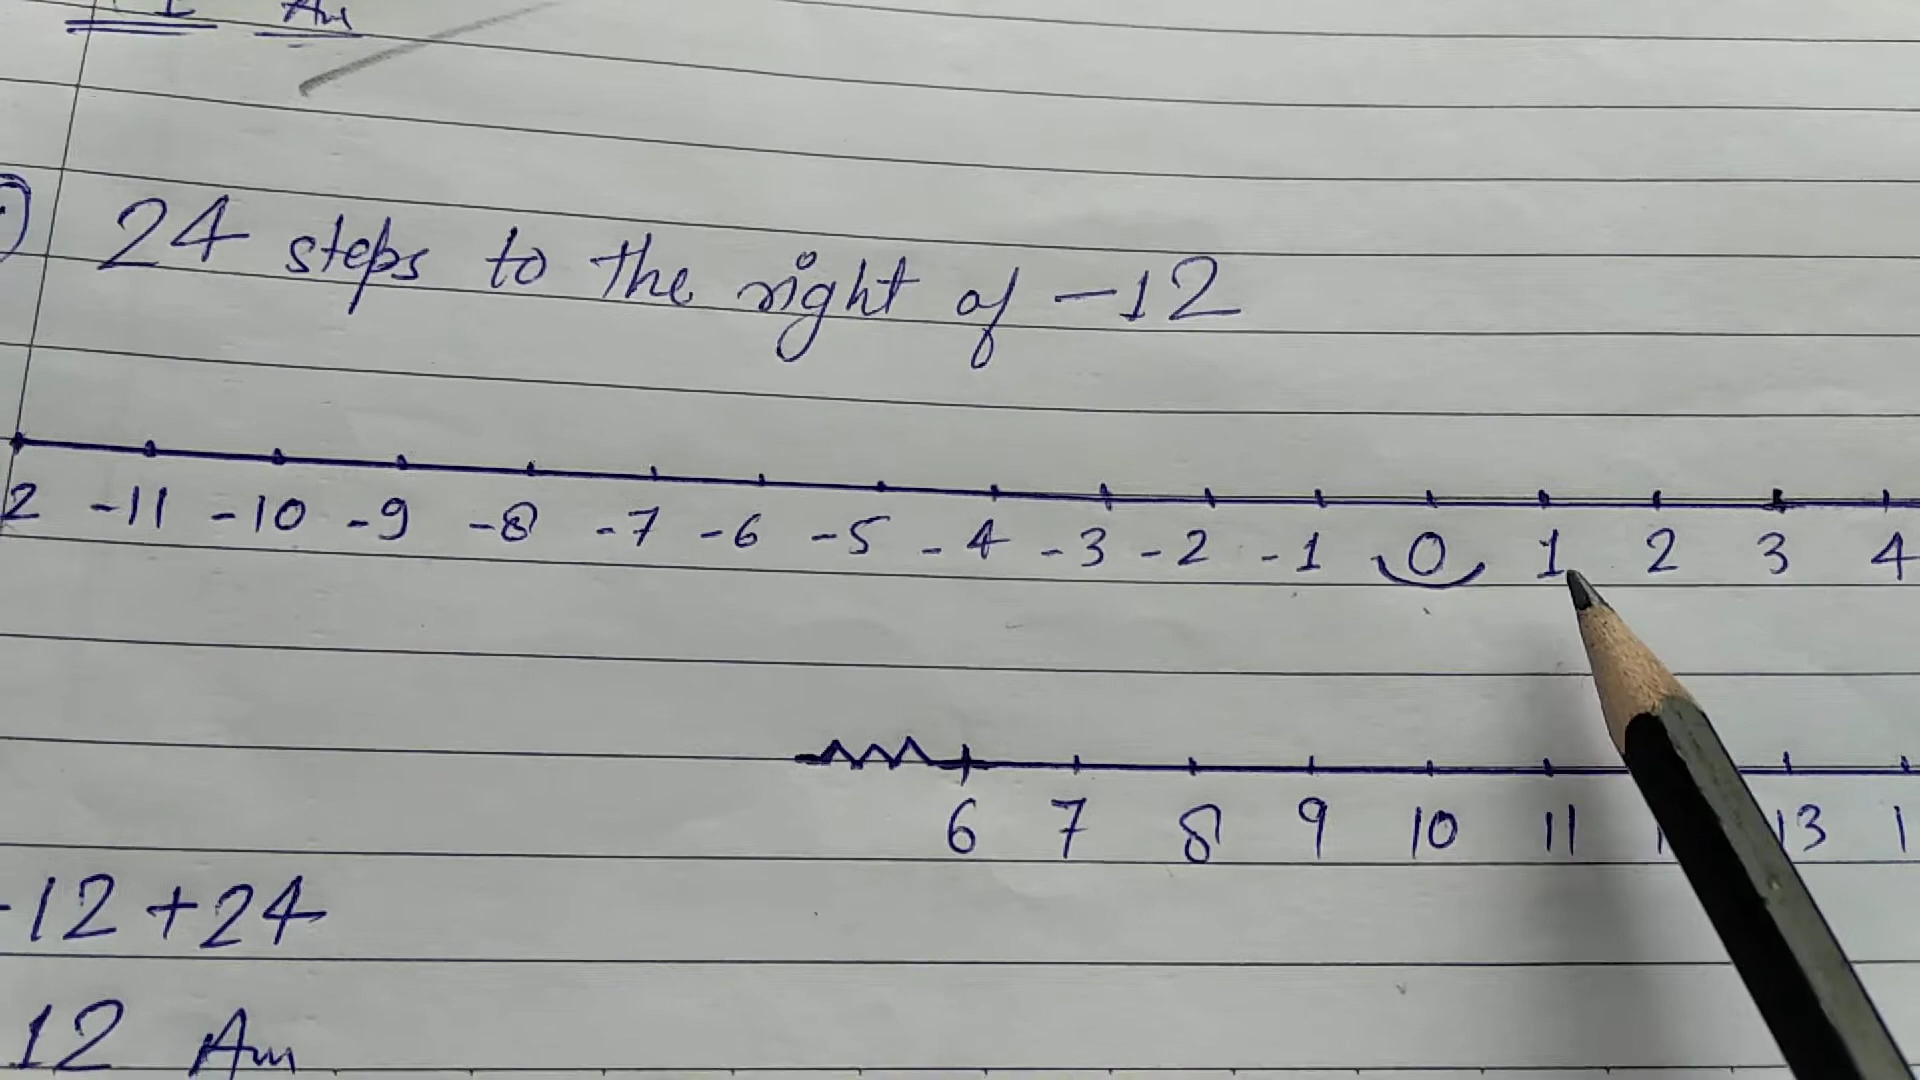 24 steps to the right of -12
2 -11 -10 -9 -8 -7 -6 -5 -4 -3 -2 -1 0 1 2 3 4
6 7 8 9 10 11 13
-12 + 24
12 Ans